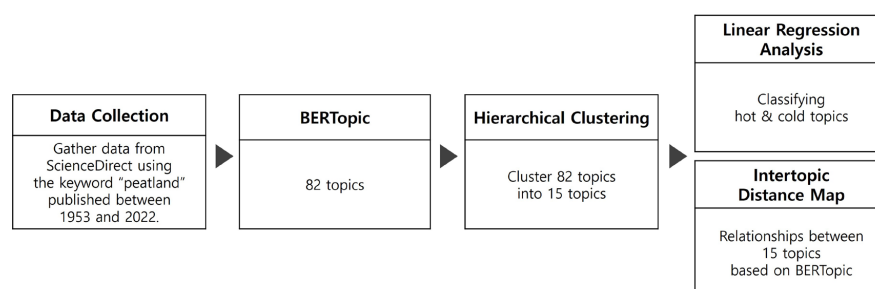 Data Collection
Gather data from
ScienceDirect using
the keyword “peatland”
published between
1953 and 2022.
BERTopic
82 topics
Hierarchical Clustering
Cluster 82 topics
into 15 topics
Linear Regression
Analysis
Classifying
hot & cold topics
Intertopic
Distance Map
Relationships between
15 topics
based on BERTopic